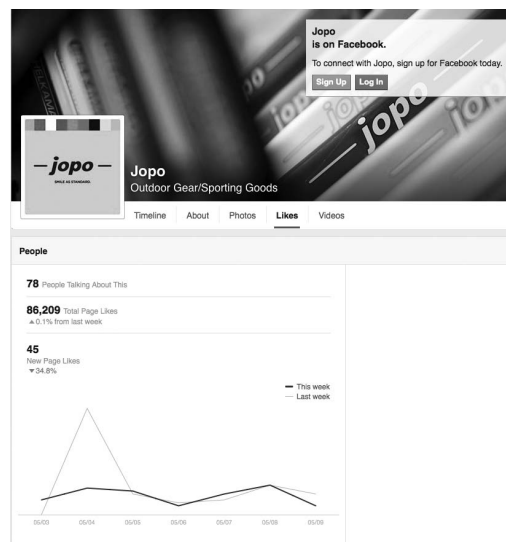 Jopo
is on Facebook.
To connect with Jopo, sign up for Facebook today.
Sign Up Log In
jopo
jopo
SMILE AS STANDARD.
Jopo
Outdoor Gear/Sporting Goods
Timeline About Photos Likes Videos
People
78 People Talking About This
86,209 Total Page Likes
▲0.1% from last week
45
New Page Likes
▼34.8%
This week
Last week
05/03 05/04 05/05 05/06 05/07 05/08